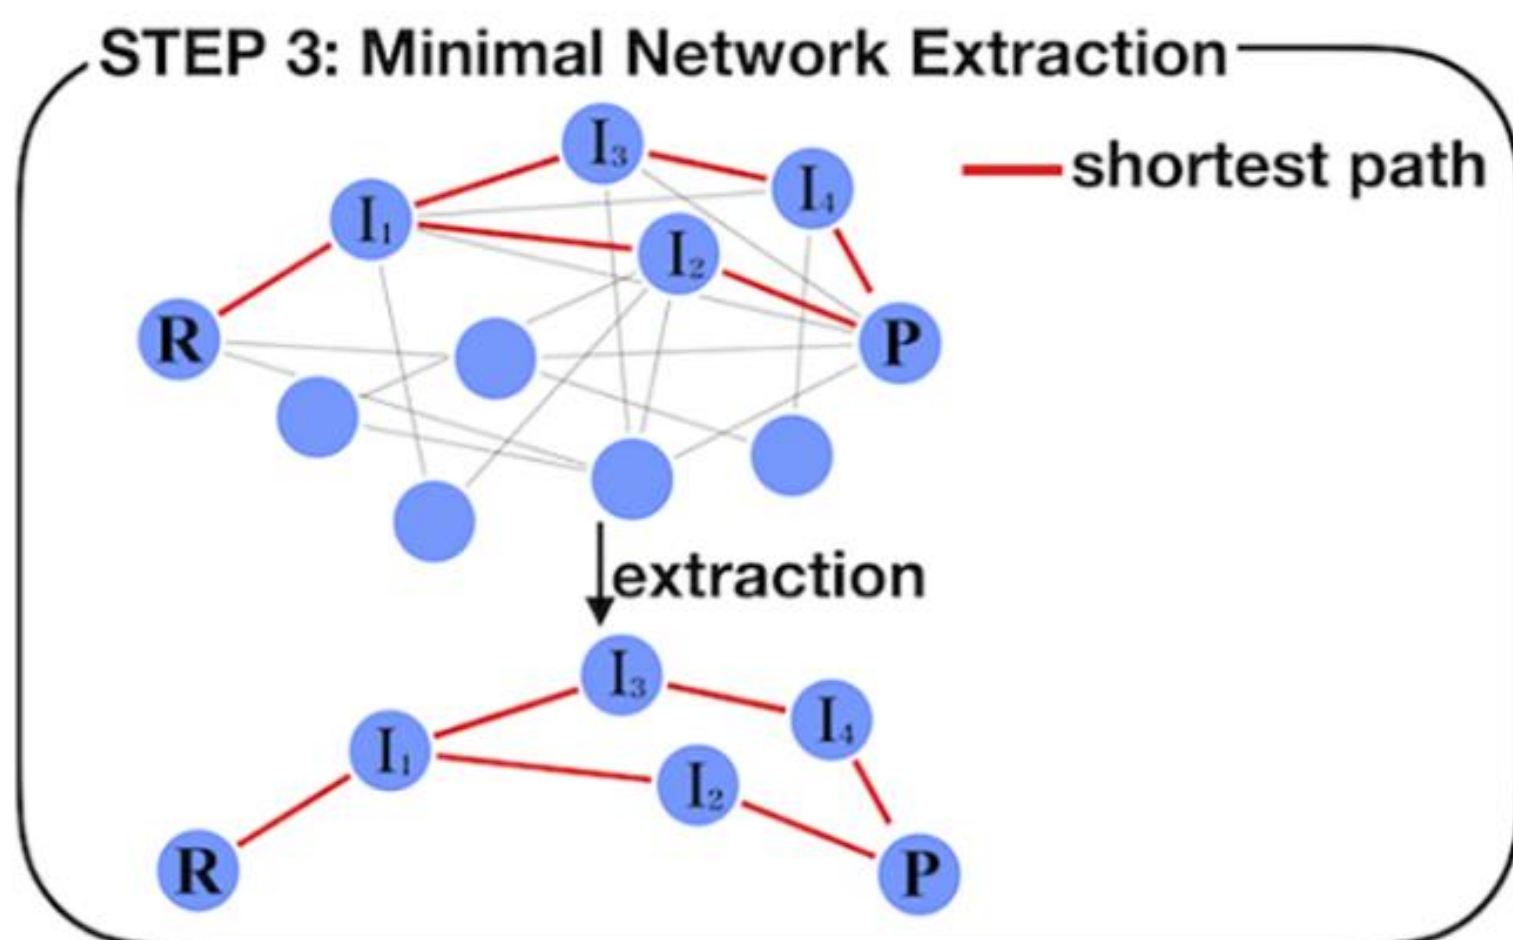 STEP 3: Minimal Network Extraction
I₃
shortest path
I₄
I₁
I₂
R
P
extraction
I₃
I₄
I₁
I₂
R
P